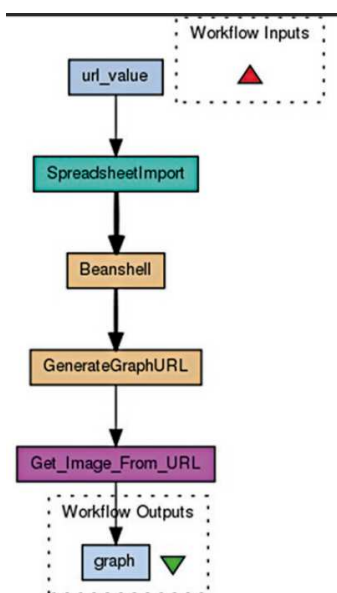 Workflow Inputs
url_value
SpreadsheetImport
Beanshell
GenerateGraphURL
Get_Image_From_URL
Workflow Outputs
graph